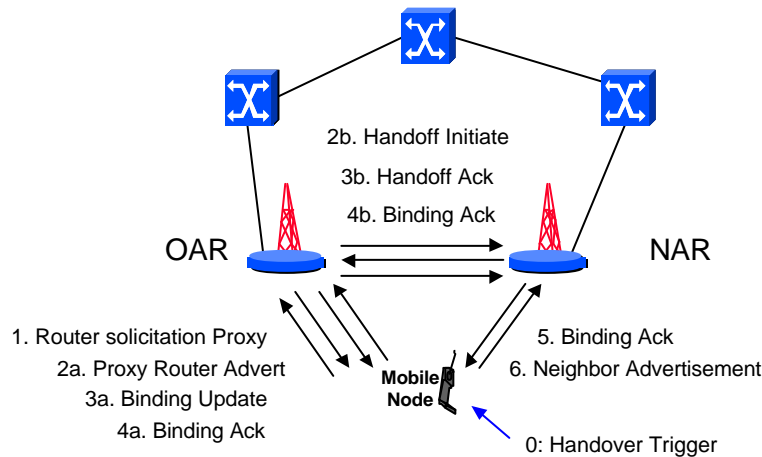 2b. Handoff Initiate
3b. Handoff Ack
4b. Binding Ack
OAR
NAR
1. Router solicitation Proxy
2a. Proxy Router Advert
3a. Binding Update
4a. Binding Ack
Mobile
Node
5. Binding Ack
6. Neighbor Advertisement
0: Handover Trigger